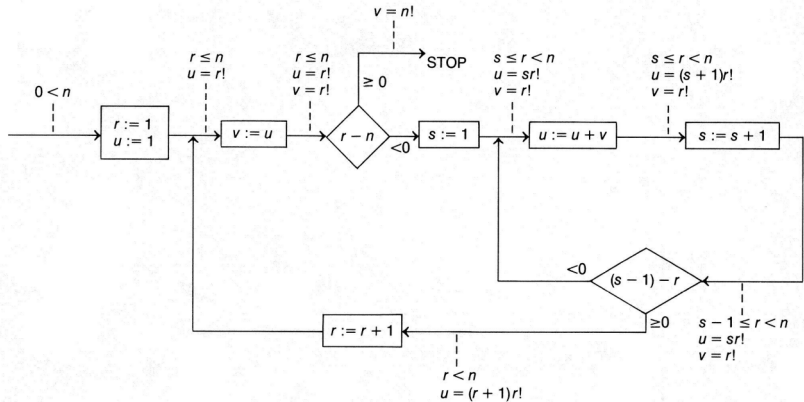 v = n!
r ≤ n
u = r!
r ≤ n
u = r!
v = r!
STOP
s ≤ r < n
u = sr!
v = r!
s ≤ r < n
u = (s + 1)r!
v = r!
0 < n
≥ 0
r := 1
u := 1
v := u
r − n
<0
s := 1
u := u + v
s := s + 1
<0
(s − 1) − r
≥0
r := r + 1
s − 1 ≤ r < n
u = sr!
v = r!
r < n
u = (r + 1)r!